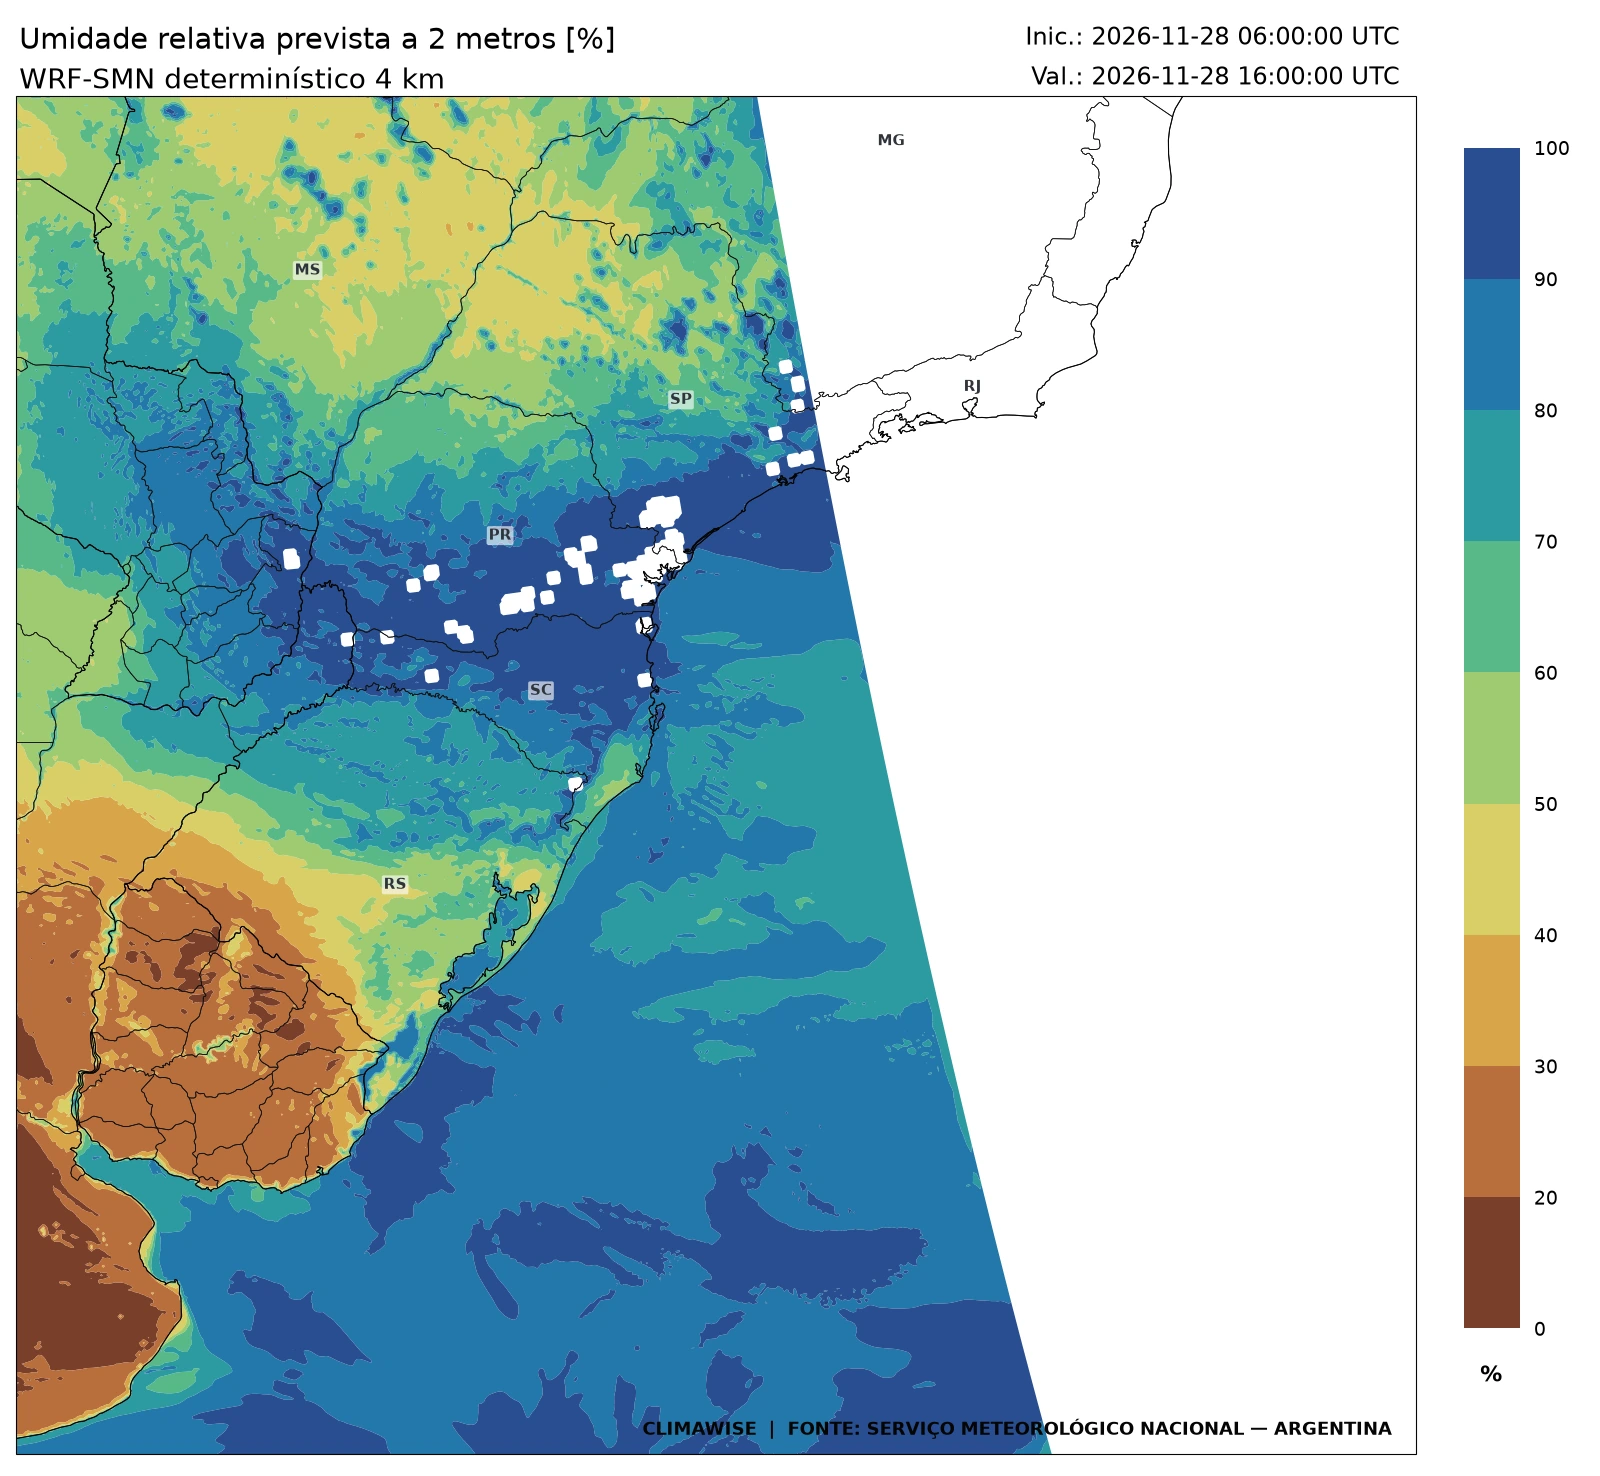 Umidade relativa prevista a 2 metros [%]
WRF-SMN determinístico 4 km
Inic.: 2026-11-28 06:00:00 UTC
Val.: 2026-11-28 16:00:00 UTC
MG
MS
RJ
SP
PR
SC
RS
100
90
80
70
60
50
40
30
20
0
%
CLIMAWISE | FONTE: SERVIÇO METEOROLÓGICO NACIONAL — ARGENTINA